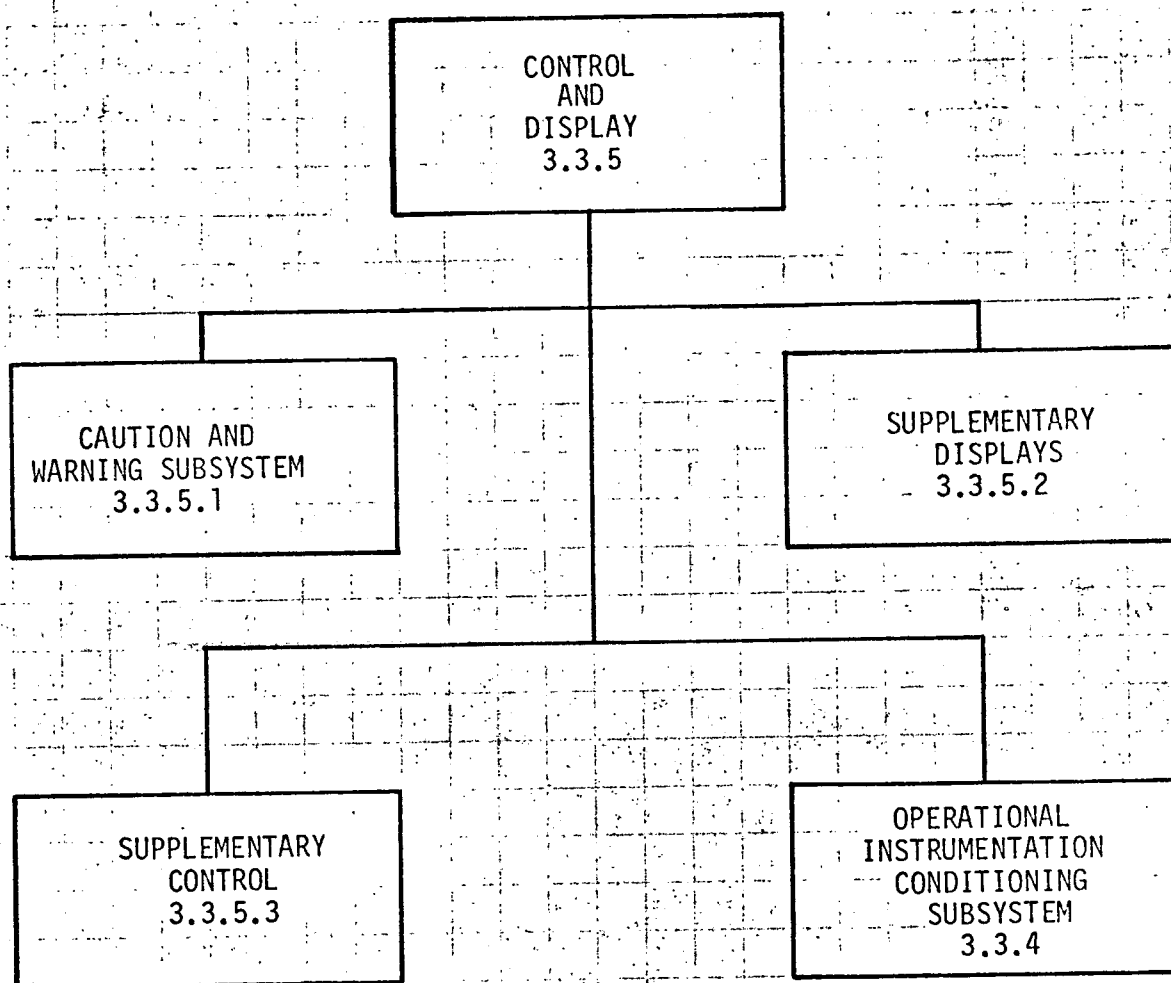 CONTROL
AND
DISPLAY
3.3.5
CAUTION AND
WARNING SUBSYSTEM
3.3.5.1
SUPPLEMENTARY
DISPLAYS
3.3.5.2
SUPPLEMENTARY
CONTROL
3.3.5.3
OPERATIONAL
INSTRUMENTATION
CONDITIONING
SUBSYSTEM
3.3.4